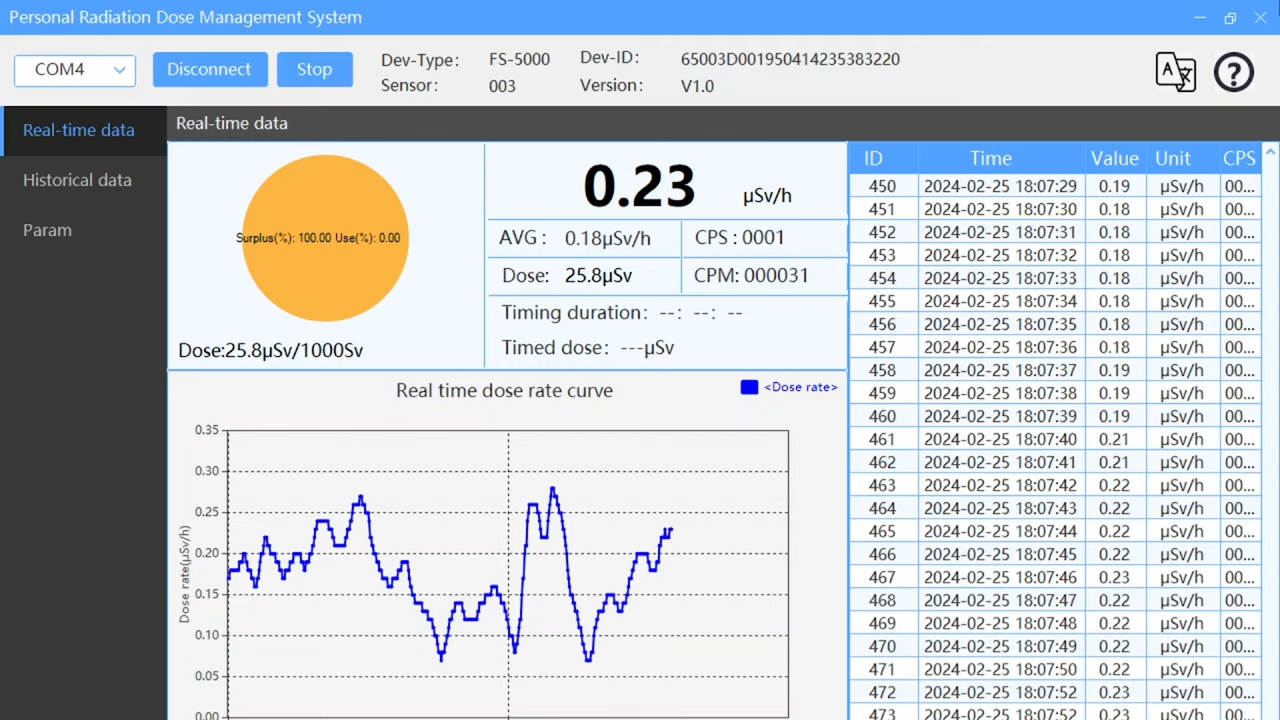 Personal Radiation Dose Management System
COM4
Disconnect
Stop
Dev-Type: FS-5000 Dev-ID: 65003D001950414235383220
Sensor: 003 Version: V1.0
Real-time data
Historical data
Param
Real-time data
Surplus(%): 100.00 Use(%): 0.00
Dose:25.8μSv/1000Sv
0.23 μSv/h
AVG : 0.18μSv/h CPS : 0001
Dose: 25.8μSv CPM: 000031
Timing duration: --: --: --
Timed dose: ---μSv
Real time dose rate curve
<Dose rate>
Dose rate(μSv/h)
0.35
0.30
0.25
0.20
0.15
0.10
0.05
0.00
ID Time Value Unit CPS
450 2024-02-25 18:07:29 0.19 μSv/h 00...
451 2024-02-25 18:07:30 0.18 μSv/h 00...
452 2024-02-25 18:07:31 0.18 μSv/h 00...
453 2024-02-25 18:07:32 0.18 μSv/h 00...
454 2024-02-25 18:07:33 0.18 μSv/h 00...
455 2024-02-25 18:07:34 0.18 μSv/h 00...
456 2024-02-25 18:07:35 0.18 μSv/h 00...
457 2024-02-25 18:07:36 0.18 μSv/h 00...
458 2024-02-25 18:07:37 0.19 μSv/h 00...
459 2024-02-25 18:07:38 0.19 μSv/h 00...
460 2024-02-25 18:07:39 0.19 μSv/h 00...
461 2024-02-25 18:07:40 0.21 μSv/h 00...
462 2024-02-25 18:07:41 0.21 μSv/h 00...
463 2024-02-25 18:07:42 0.22 μSv/h 00...
464 2024-02-25 18:07:43 0.22 μSv/h 00...
465 2024-02-25 18:07:44 0.22 μSv/h 00...
466 2024-02-25 18:07:45 0.22 μSv/h 00...
467 2024-02-25 18:07:46 0.23 μSv/h 00...
468 2024-02-25 18:07:47 0.22 μSv/h 00...
469 2024-02-25 18:07:48 0.22 μSv/h 00...
470 2024-02-25 18:07:49 0.22 μSv/h 00...
471 2024-02-25 18:07:50 0.22 μSv/h 00...
472 2024-02-25 18:07:52 0.23 μSv/h 00...
473 2024-02-25 18:07:53 0.22 μSv/h 00...